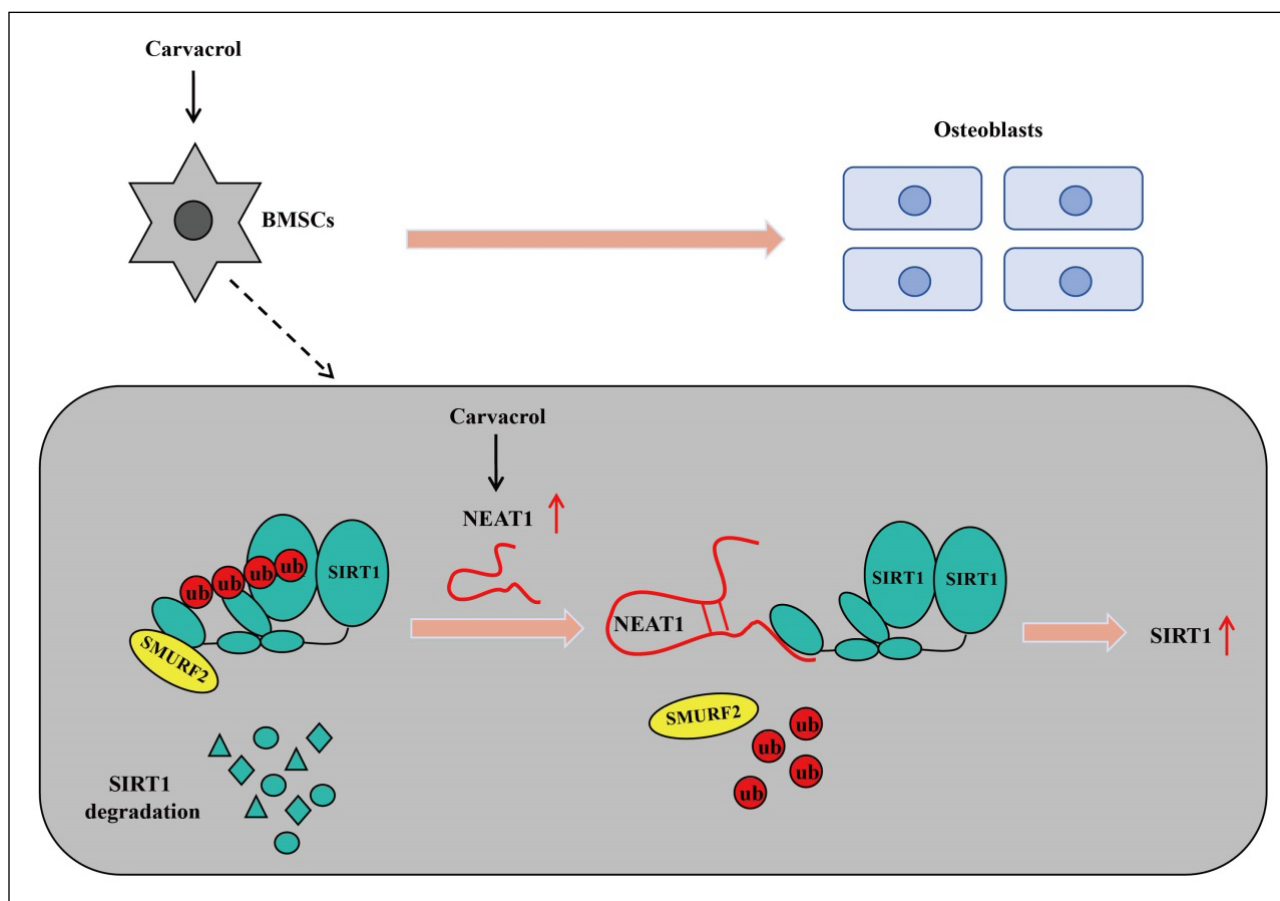 Carvacrol
BMSCs
Osteoblasts
Carvacrol
NEAT1
ub
ub
ub
ub
SIRT1
SMURF2
SIRT1
degradation
NEAT1
SIRT1
SIRT1
SMURF2
ub
ub
ub
ub
SIRT1